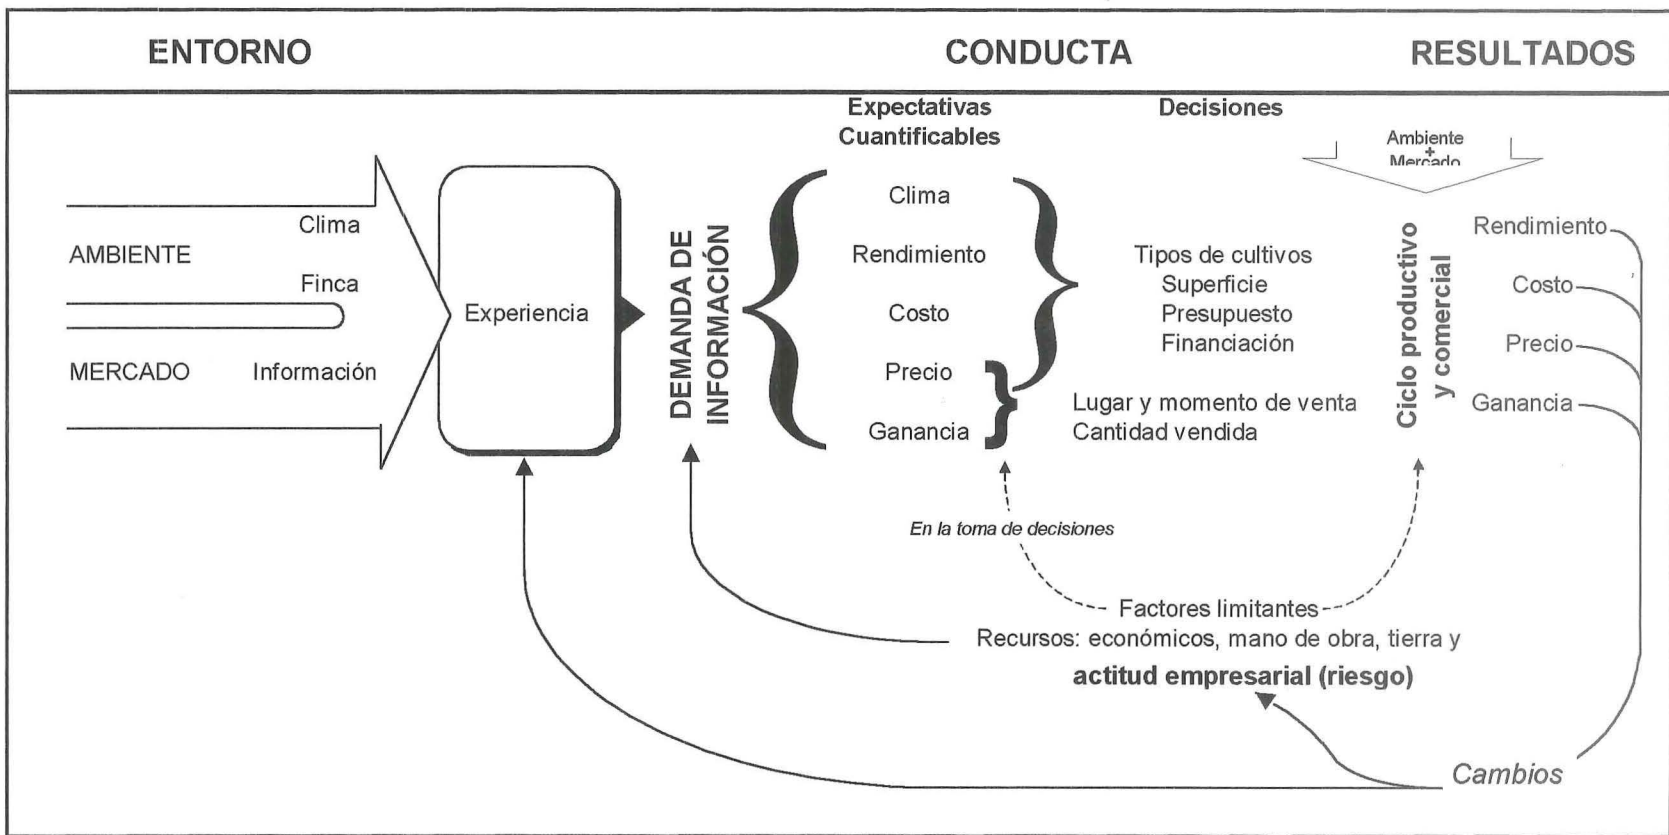 ENTORNO
CONDUCTA
RESULTADOS
Expectativas
Cuantificables
Decisiones
Ambiente
+
Mercado
AMBIENTE
Clima
Finca
MERCADO
Información
Experiencia
DEMANDA DE
INFORMACIÓN
Clima
Rendimiento
Costo
Precio
Ganancia
Tipos de cultivos
Superficie
Presupuesto
Financiación
Lugar y momento de venta
Cantidad vendida
Ciclo productivo
y comercial
Rendimiento
Costo
Precio
Ganancia
En la toma de decisiones
Factores limitantes
Recursos: económicos, mano de obra, tierra y
actitud empresarial (riesgo)
Cambios